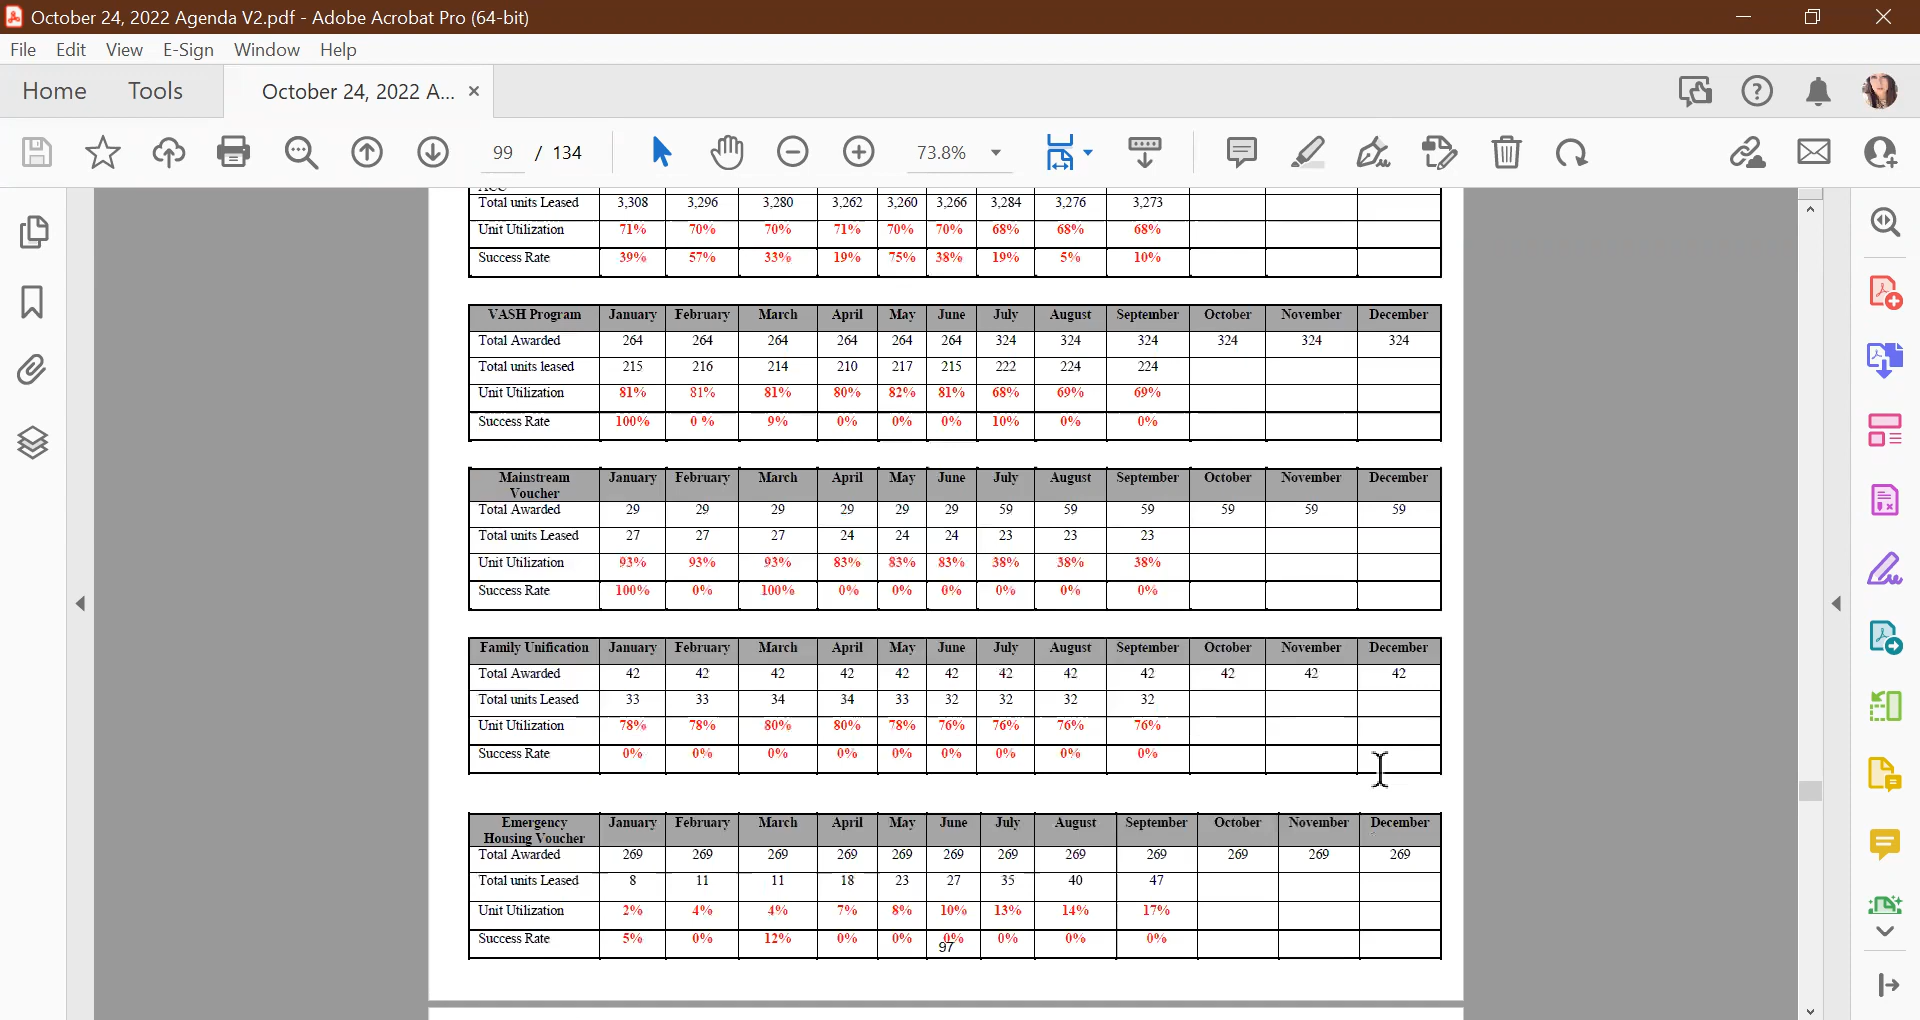 October 24, 2022 Agenda V2.pdf - Adobe Acrobat Pro (64-bit)
File Edit View E-Sign Window Help
Home Tools October 24, 2022 A... ×
99 / 134 73.8%
Total units Leased 3,308 3,296 3,280 3,262 3,260 3,266 3,284 3,276 3,273
Unit Utilization 71% 70% 70% 71% 70% 70% 68% 68% 68%
Success Rate 39% 57% 33% 19% 75% 38% 19% 5% 10%
VASH Program January February March April May June July August September October November December
Total Awarded 264 264 264 264 264 264 324 324 324 324 324 324
Total units leased 215 216 214 210 217 215 222 224 224
Unit Utilization 81% 81% 81% 80% 82% 81% 68% 69% 69%
Success Rate 100% 0 % 9% 0% 0% 0% 10% 0% 0%
Mainstream January February March April May June July August September October November December
Voucher
Total Awarded 29 29 29 29 29 29 59 59 59 59 59 59
Total units Leased 27 27 27 24 24 24 23 23 23
Unit Utilization 93% 93% 93% 83% 83% 83% 38% 38% 38%
Success Rate 100% 0% 100% 0% 0% 0% 0% 0% 0%
Family Unification January February March April May June July August September October November December
Total Awarded 42 42 42 42 42 42 42 42 42 42 42 42
Total units Leased 33 33 34 34 33 32 32 32 32
Unit Utilization 78% 78% 80% 80% 78% 76% 76% 76% 76%
Success Rate 0% 0% 0% 0% 0% 0% 0% 0% 0%
Emergency January February March April May June July August September October November December
Housing Voucher
Total Awarded 269 269 269 269 269 269 269 269 269 269 269 269
Total units Leased 8 11 11 18 23 27 35 40 47
Unit Utilization 2% 4% 4% 7% 8% 10% 13% 14% 17%
Success Rate 5% 0% 12% 0% 0% 0% 0% 0% 0%
97